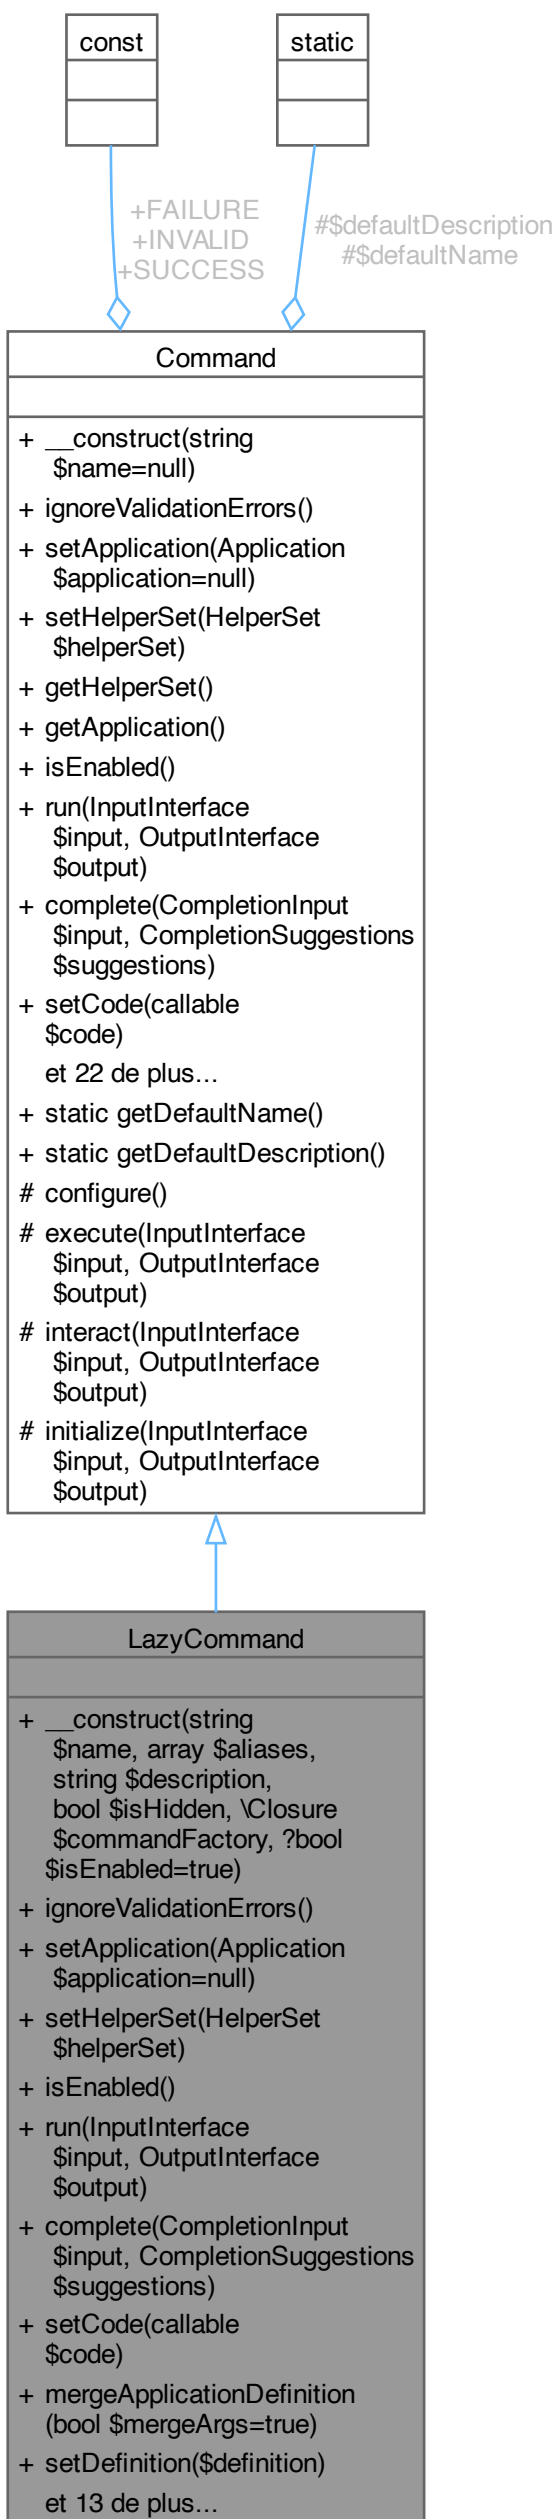 const
static
+FAILURE
+INVALID
+SUCCESS
#$defaultDescription
#$defaultName
Command
+ __construct(string
$name=null)
+ ignoreValidationErrors()
+ setApplication(Application
$application=null)
+ setHelperSet(HelperSet
$helperSet)
+ getHelperSet()
+ getApplication()
+ isEnabled()
+ run(InputInterface
$input, OutputInterface
$output)
+ complete(CompletionInput
$input, CompletionSuggestions
$suggestions)
+ setCode(callable
$code)
et 22 de plus...
+ static getDefaultName()
+ static getDefaultDescription()
# configure()
# execute(InputInterface
$input, OutputInterface
$output)
# interact(InputInterface
$input, OutputInterface
$output)
# initialize(InputInterface
$input, OutputInterface
$output)
LazyCommand
+ __construct(string
$name, array $aliases,
string $description,
bool $isHidden, \Closure
$commandFactory, ?bool
$isEnabled=true)
+ ignoreValidationErrors()
+ setApplication(Application
$application=null)
+ setHelperSet(HelperSet
$helperSet)
+ isEnabled()
+ run(InputInterface
$input, OutputInterface
$output)
+ complete(CompletionInput
$input, CompletionSuggestions
$suggestions)
+ setCode(callable
$code)
+ mergeApplicationDefinition
(bool $mergeArgs=true)
+ setDefinition($definition)
et 13 de plus...